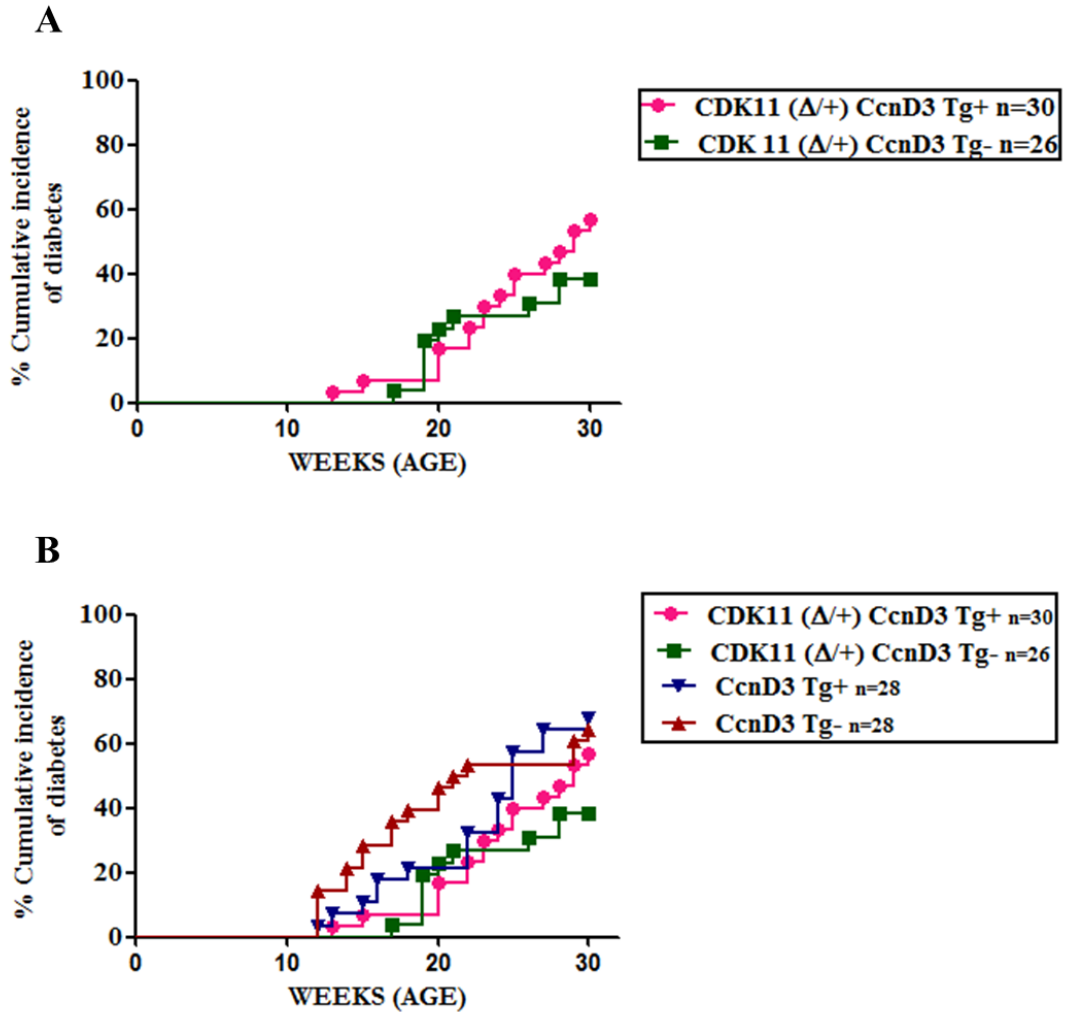 A
100
80
60
40
20
0
% Cumulative incidence
of diabetes
0 10 20 30
WEEKS (AGE)
CDK11 (Δ/+) CcnD3 Tg+ n=30
CDK 11 (Δ/+) CcnD3 Tg- n=26
B
100
80
60
40
20
0
% Cumulative incidence
of diabetes
0 10 20 30
WEEKS (AGE)
CDK11 (Δ/+) CcnD3 Tg+ n=30
CDK11 (Δ/+) CcnD3 Tg- n=26
CcnD3 Tg+ n=28
CcnD3 Tg- n=28